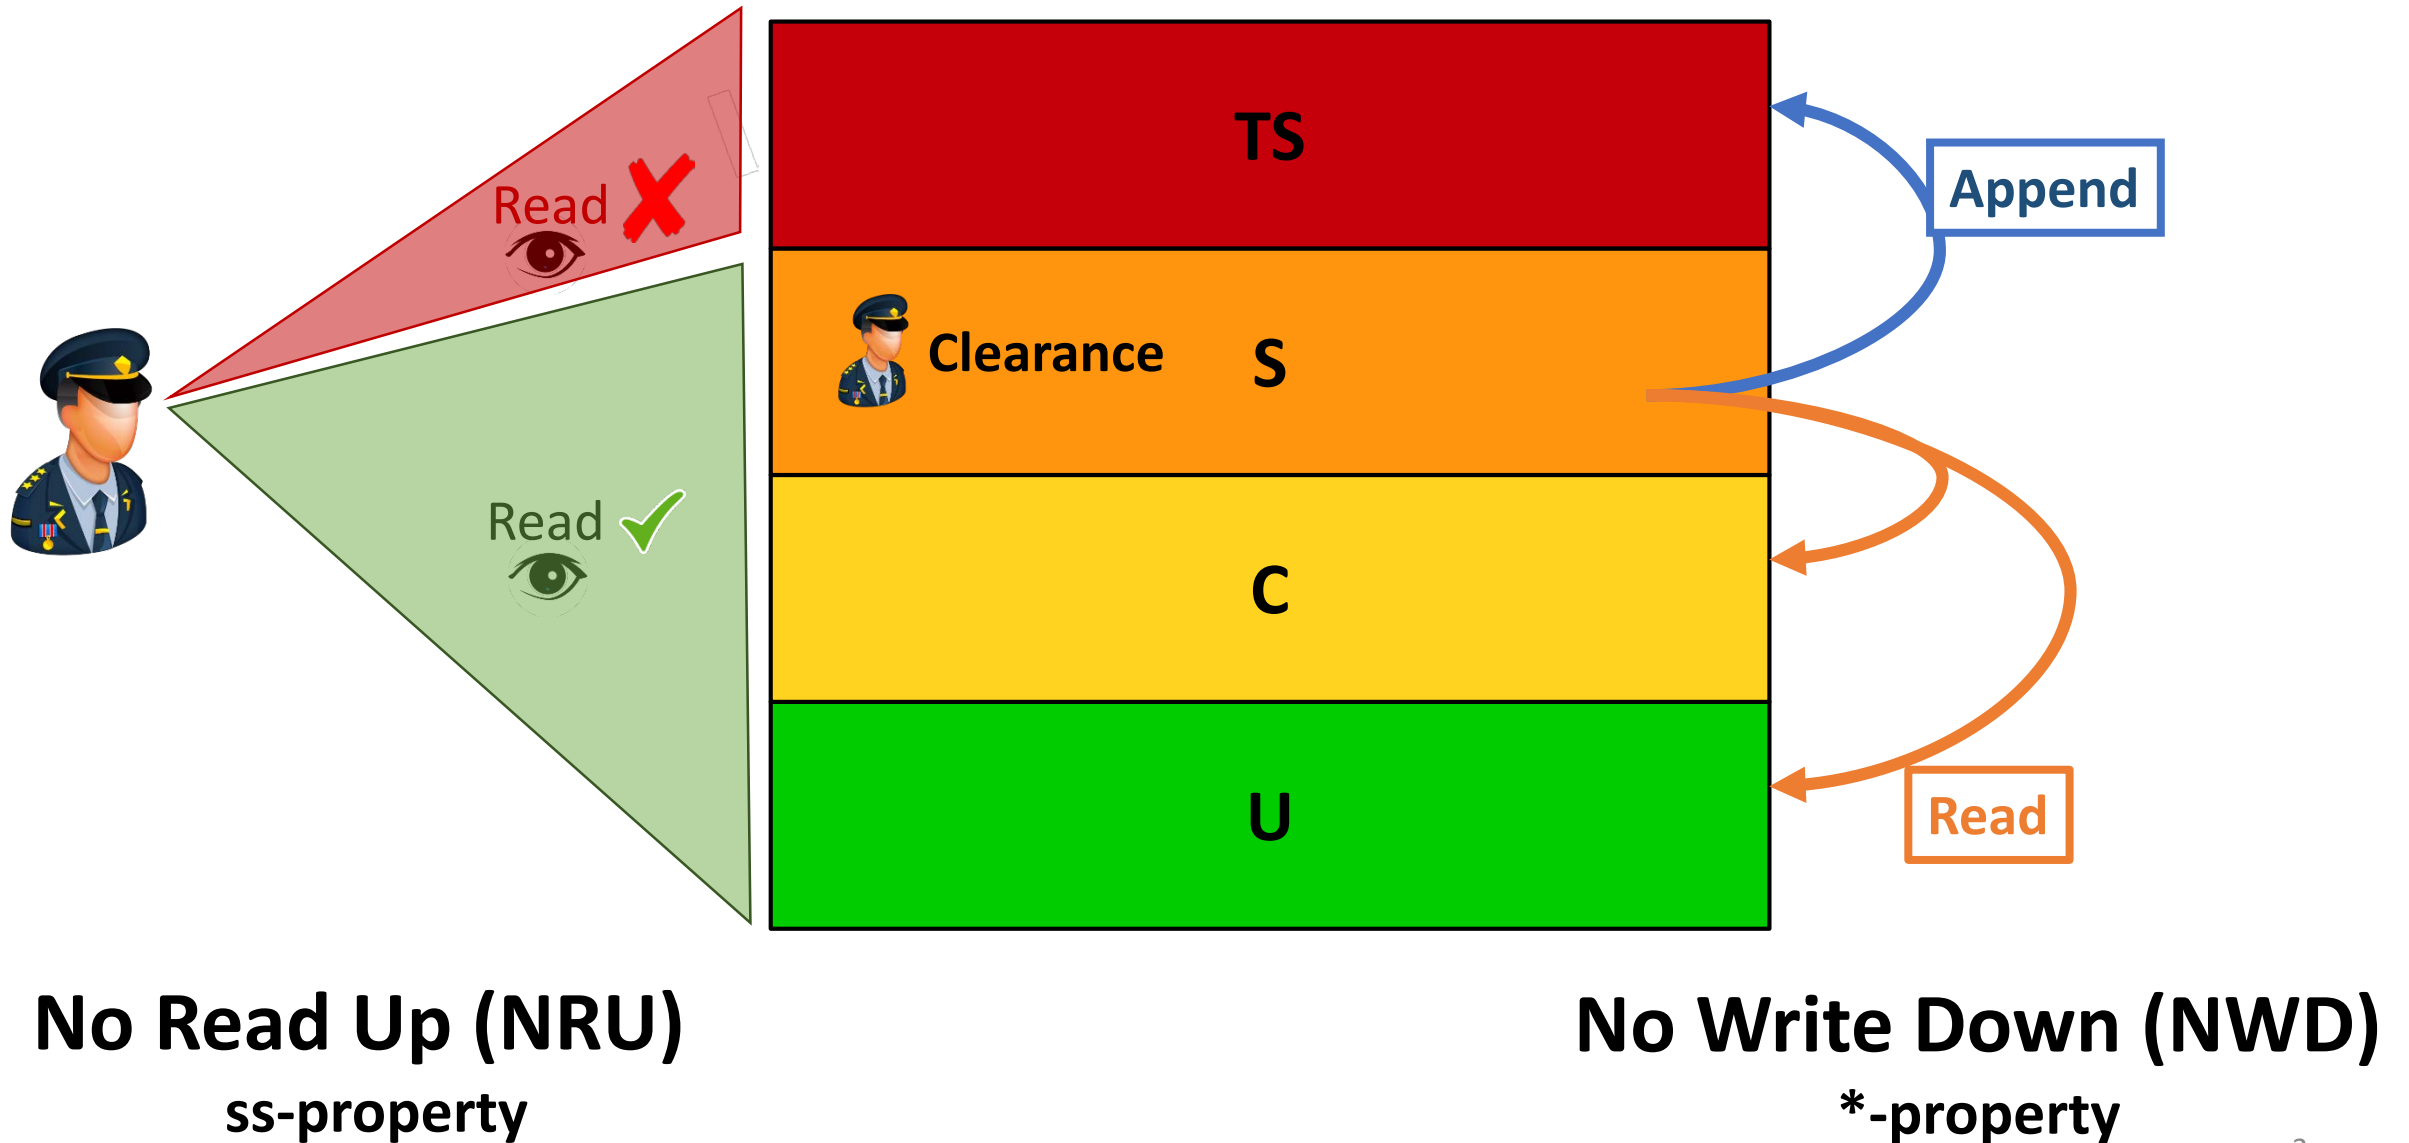 TS
Read
Append
Clearance S
Read
C
U
Read
No Read Up (NRU)
ss-property
No Write Down (NWD)
*-property